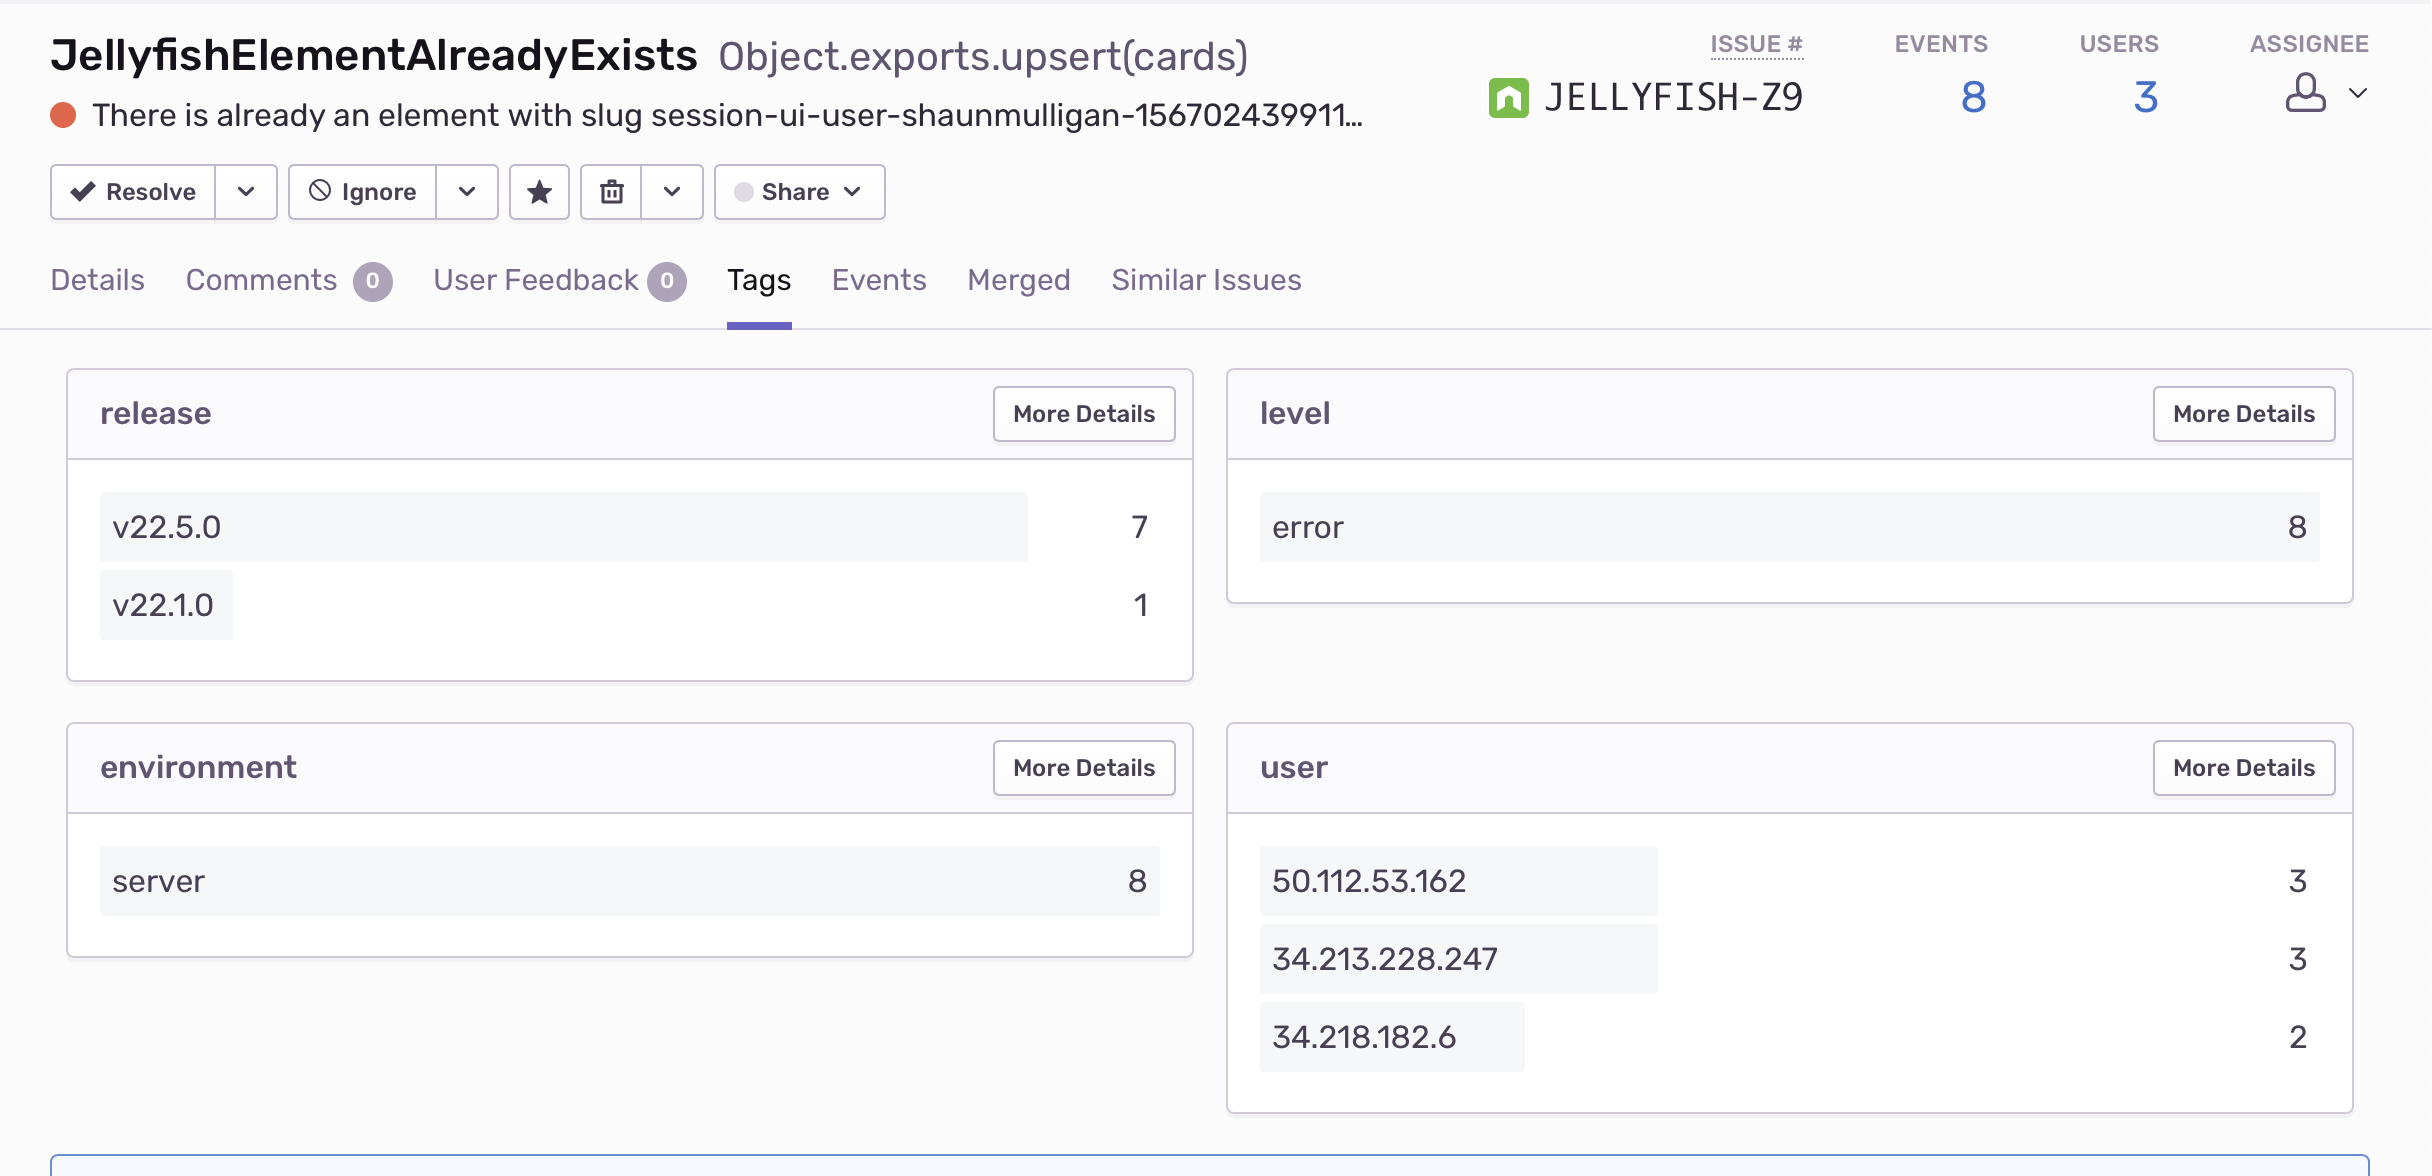 JellyfishElementAlreadyExists Object.exports.upsert(cards)
There is already an element with slug session-ui-user-shaunmulligan-156702439911...
ISSUE # EVENTS USERS ASSIGNEE
JELLYFISH-Z9 8 3
Resolve Ignore Share
Details Comments 0 User Feedback 0 Tags Events Merged Similar Issues
release More Details
v22.5.0 7
v22.1.0 1
level More Details
error 8
environment More Details
server 8
user More Details
50.112.53.162 3
34.213.228.247 3
34.218.182.6 2